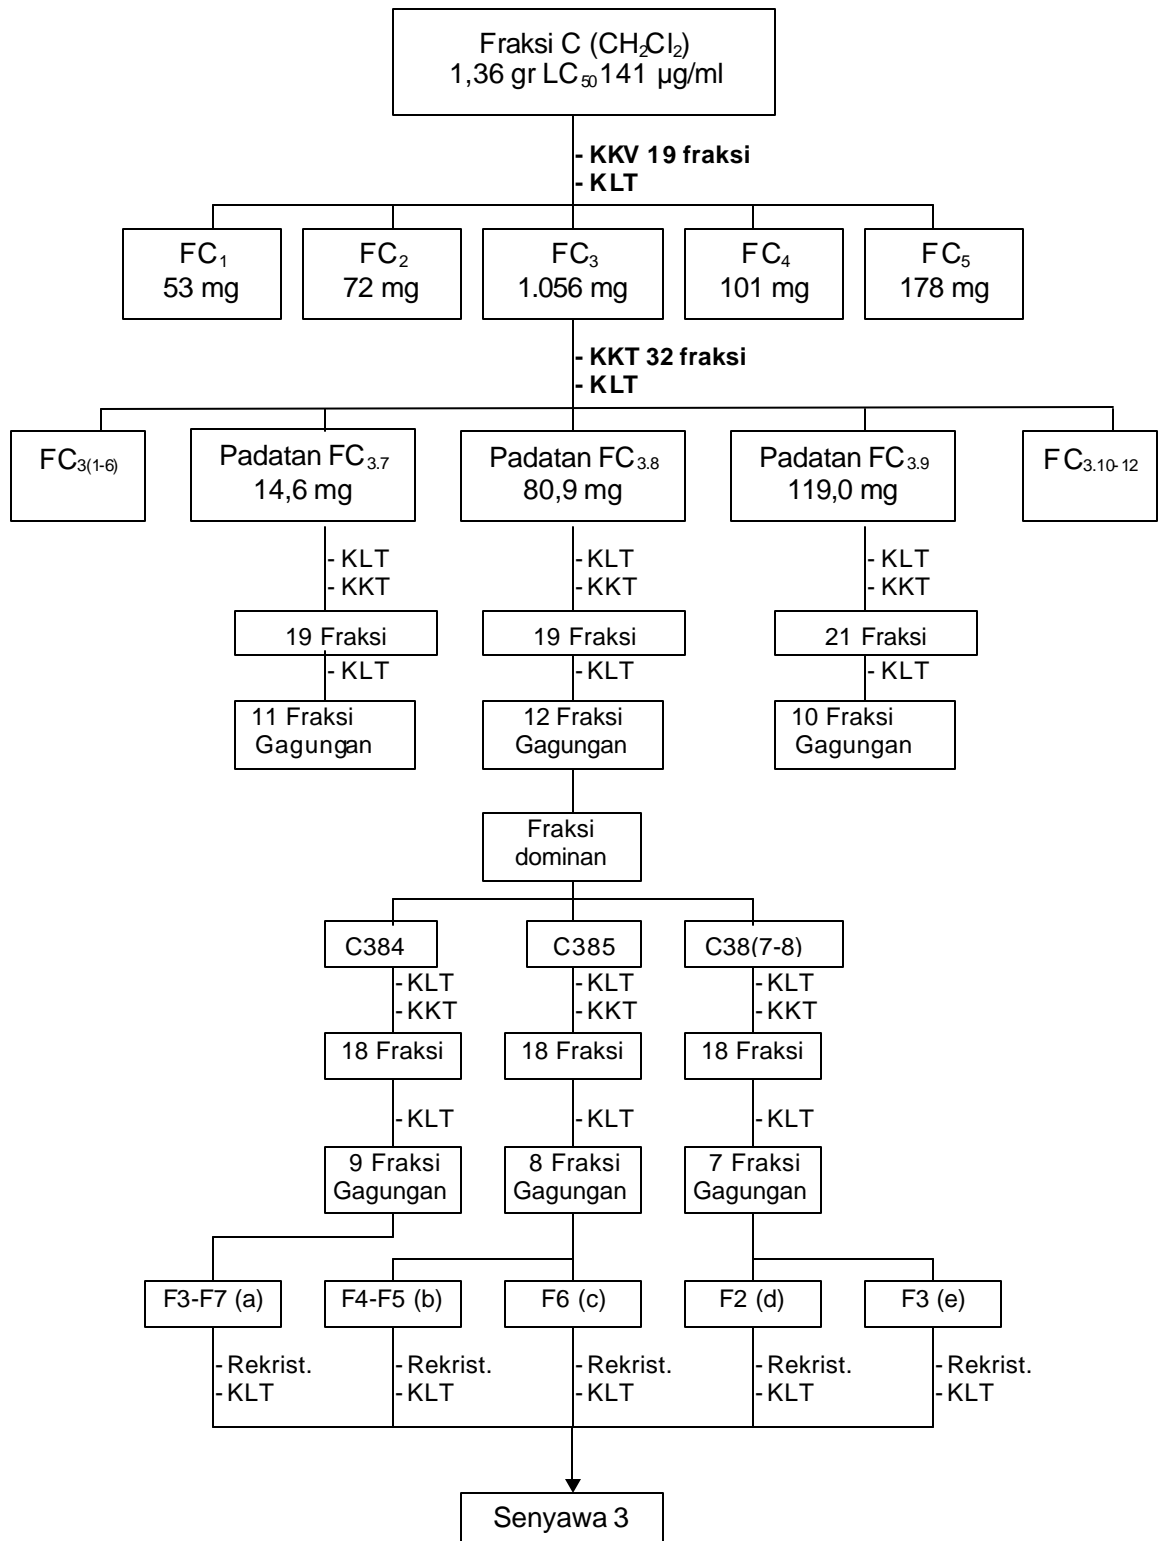 Fraksi C (CH₂Cl₂)
1,36 gr LC₅₀ 141 µg/ml
- KKV 19 fraksi
- KLT
FC₁
53 mg
FC₂
72 mg
FC₃
1.056 mg
FC₄
101 mg
FC₅
178 mg
- KKT 32 fraksi
- KLT
FC₃₍₁₋₆₎
Padatan FC₃.₇
14,6 mg
Padatan FC₃.₈
80,9 mg
Padatan FC₃.₉
119,0 mg
FC₃.₁₀₋₁₂
- KLT
- KKT
- KLT
- KKT
- KLT
- KKT
19 Fraksi
19 Fraksi
21 Fraksi
- KLT
- KLT
- KLT
11 Fraksi
Gagungan
12 Fraksi
Gagungan
10 Fraksi
Gagungan
Fraksi
dominan
C384
C385
C38(7-8)
- KLT
- KKT
- KLT
- KKT
- KLT
- KKT
18 Fraksi
18 Fraksi
18 Fraksi
- KLT
- KLT
- KLT
9 Fraksi
Gagungan
8 Fraksi
Gagungan
7 Fraksi
Gagungan
F3-F7 (a)
F4-F5 (b)
F6 (c)
F2 (d)
F3 (e)
- Rekrist.
- KLT
- Rekrist.
- KLT
- Rekrist.
- KLT
- Rekrist.
- KLT
- Rekrist.
- KLT
Senyawa 3